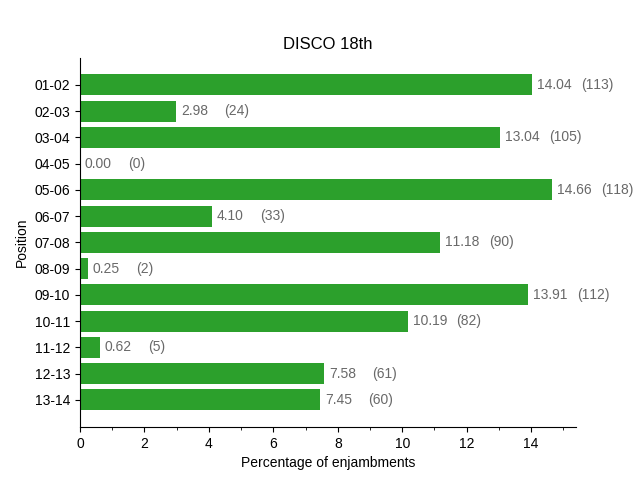 DISCO 18th
Position
01-02 14.04 (113)
02-03 2.98 (24)
03-04 13.04 (105)
04-05 0.00 (0)
05-06 14.66 (118)
06-07 4.10 (33)
07-08 11.18 (90)
08-09 0.25 (2)
09-10 13.91 (112)
10-11 10.19 (82)
11-12 0.62 (5)
12-13 7.58 (61)
13-14 7.45 (60)
0 2 4 6 8 10 12 14
Percentage of enjambments